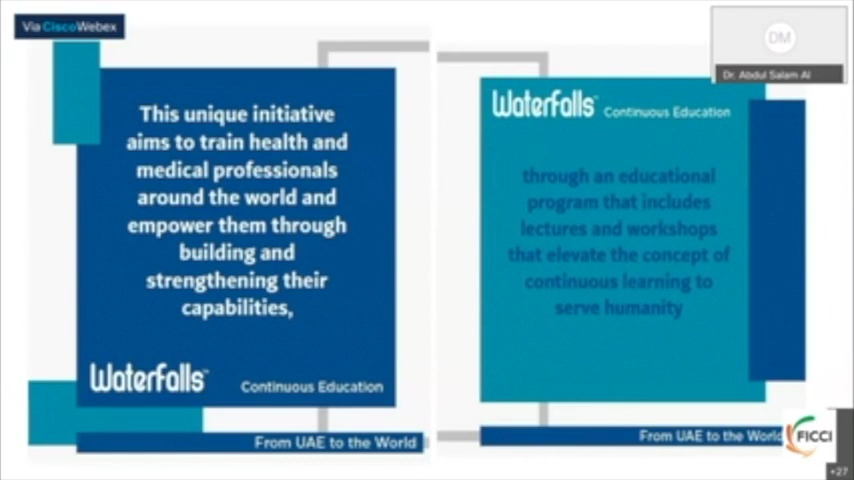 Via CiscoWebex
DM
Dr. Abdul Salam Al
This unique initiative
aims to train health and
medical professionals
around the world and
empower them through
building and
strengthening their
capabilities,
Waterfalls™
Continuous Education
From UAE to the World
Waterfalls™ Continuous Education
through an educational
program that includes
lectures and workshops
that elevate the concept of
continuous learning to
serve humanity
From UAE to the World
FICCI
+27